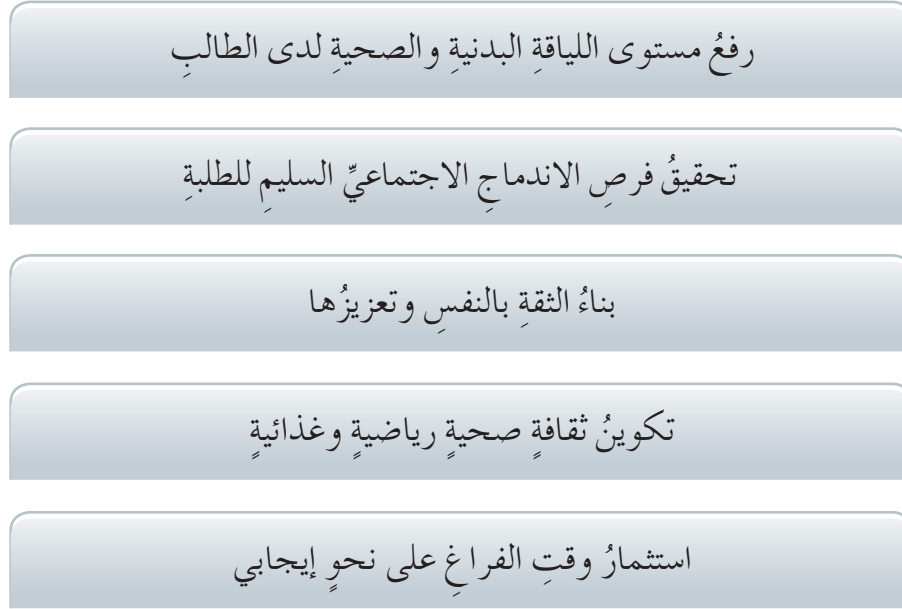 رفعُ مستوى اللياقةِ البدنيةِ والصحيةِ لدى الطالبِ
تحقيقُ فرصِ الاندماجِ الاجتماعيِّ السليمِ للطلبةِ
بناءُ الثقةِ بالنفسِ وتعزيزُها
تكوينُ ثقافةٍ صحيةٍ رياضيةٍ وغذائيةٍ
استثمارُ وقتِ الفراغِ على نحوٍ إيجابي